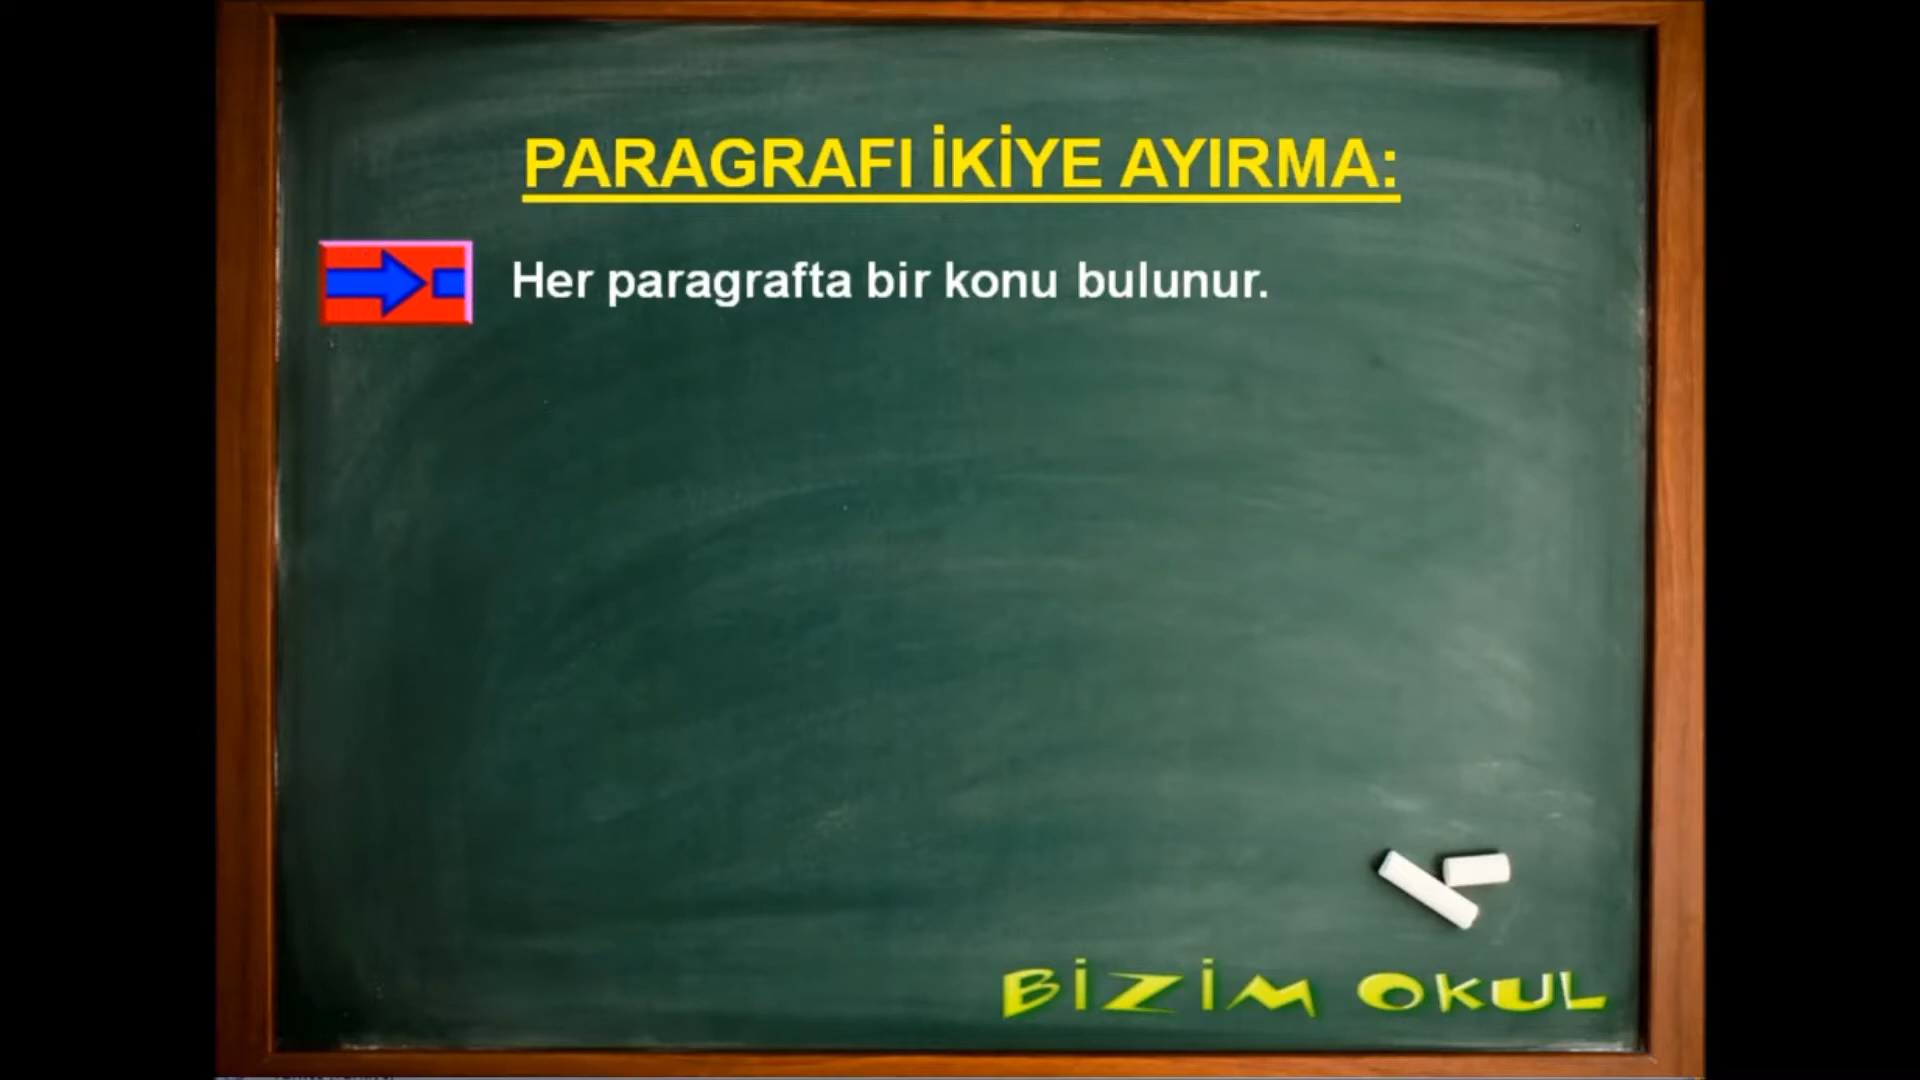 PARAGRAFI İKİYE AYIRMA:
Her paragrafta bir konu bulunur.
BİZİM OKUL